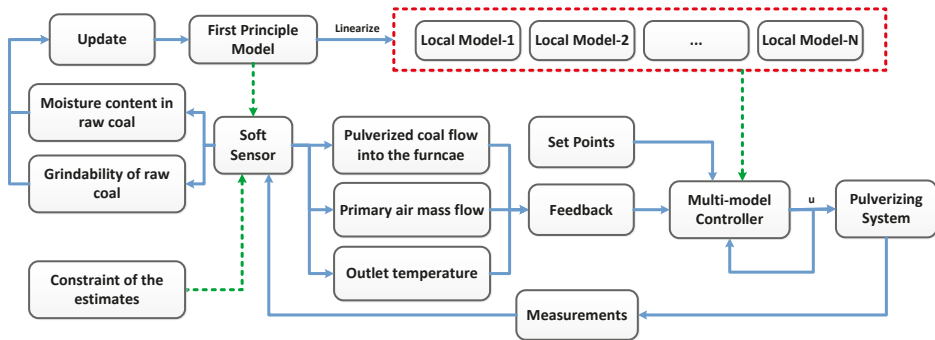 Update
First Principle
Model
Linearize
Local Model-1
Local Model-2
...
Local Model-N
Moisture content in
raw coal
Grindability of raw
coal
Soft
Sensor
Pulverized coal flow
into the furncae
Primary air mass flow
Outlet temperature
Set Points
Feedback
Multi-model
Controller
u
Pulverizing
System
Constraint of the
estimates
Measurements